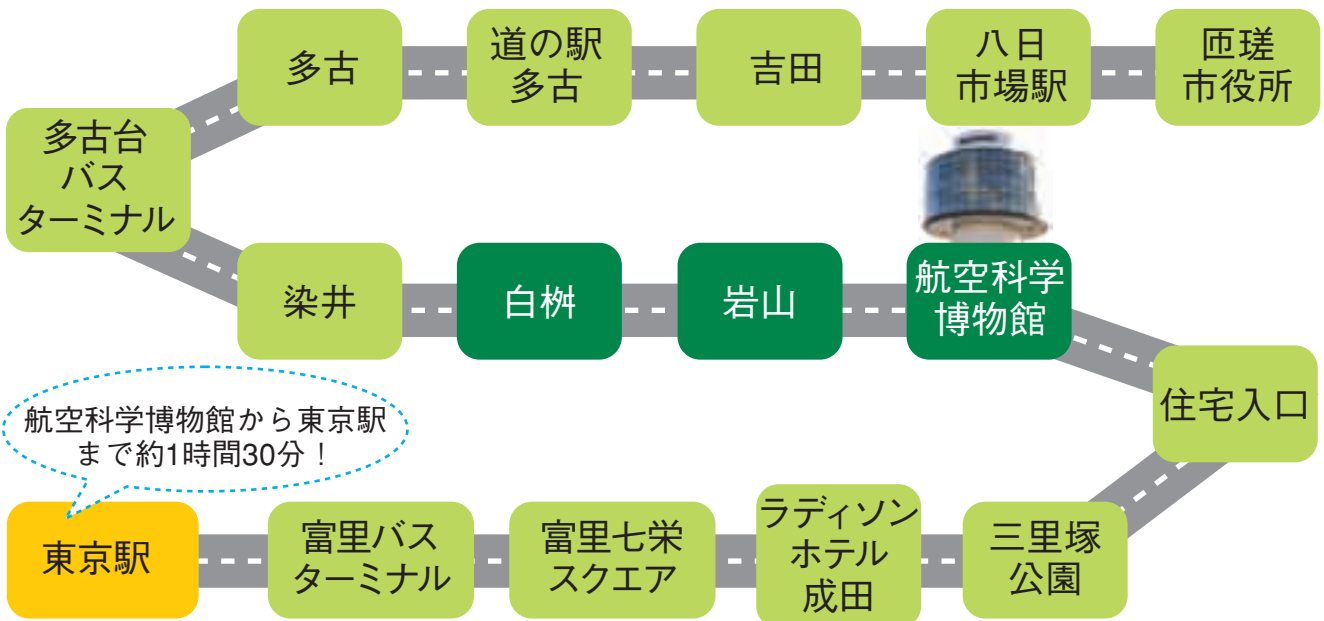 多古
道の駅
多古
吉田
八日
市場駅
匝瑳
市役所
多古台
バス
ターミナル
染井
白桝
岩山
航空科学
博物館
住宅入口
航空科学博物館から東京駅
まで約1時間30分！
東京駅
富里バス
ターミナル
富里七栄
スクエア
ラディソン
ホテル
成田
三里塚
公園